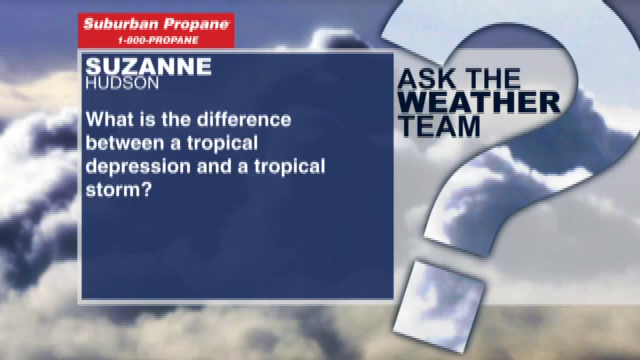 Suburban Propane
1-800-PROPANE
SUZANNE
HUDSON
What is the difference
between a tropical
depression and a tropical
storm?
ASK THE
WEATHER
TEAM